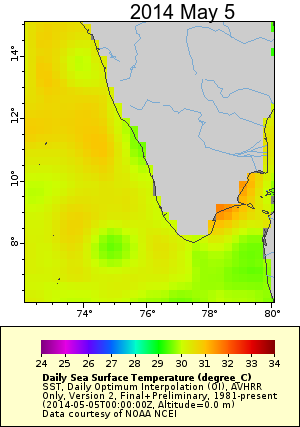 2014 May 5
14°
12°
10°
8°
74°
76°
78°
80°
24 25 26 27 28 29 30 31 32 33 34
Daily Sea Surface Temperature (degree_C)
SST, Daily Optimum Interpolation (OI), AVHRR
Only, Version 2, Final+Preliminary, 1981-present
(2014-05-05T00:00:00Z, Altitude=0.0 m)
Data courtesy of NOAA NCEI